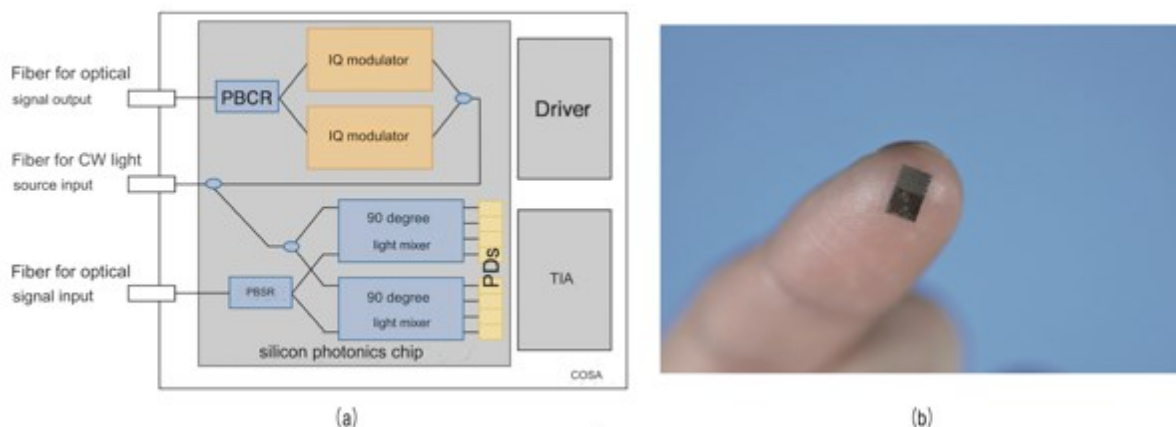 Fiber for optical
signal output
Fiber for CW light
source input
Fiber for optical
signal input
PBCR
IQ modulator
IQ modulator
90 degree
light mixer
90 degree
light mixer
PBSR
PDs
silicon photonics chip
Driver
TIA
COSA
(a)
(b)